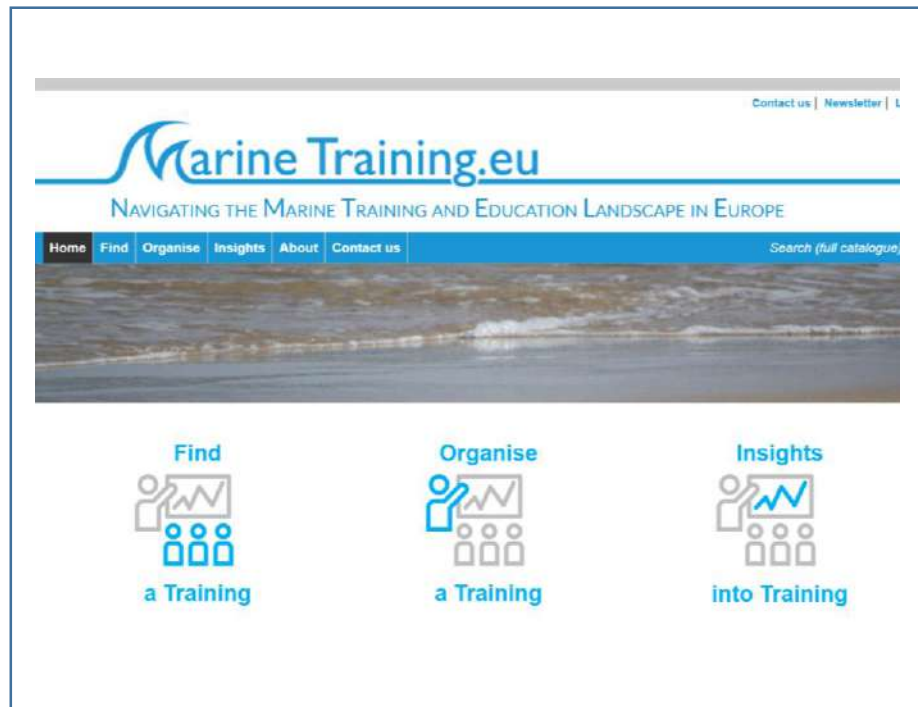 Contact us | Newsletter |
Marine Training.eu
NAVIGATING THE MARINE TRAINING AND EDUCATION LANDSCAPE IN EUROPE
Home Find Organise Insights About Contact us Search (full catalogue)
Find Organise Insights
a Training a Training into Training